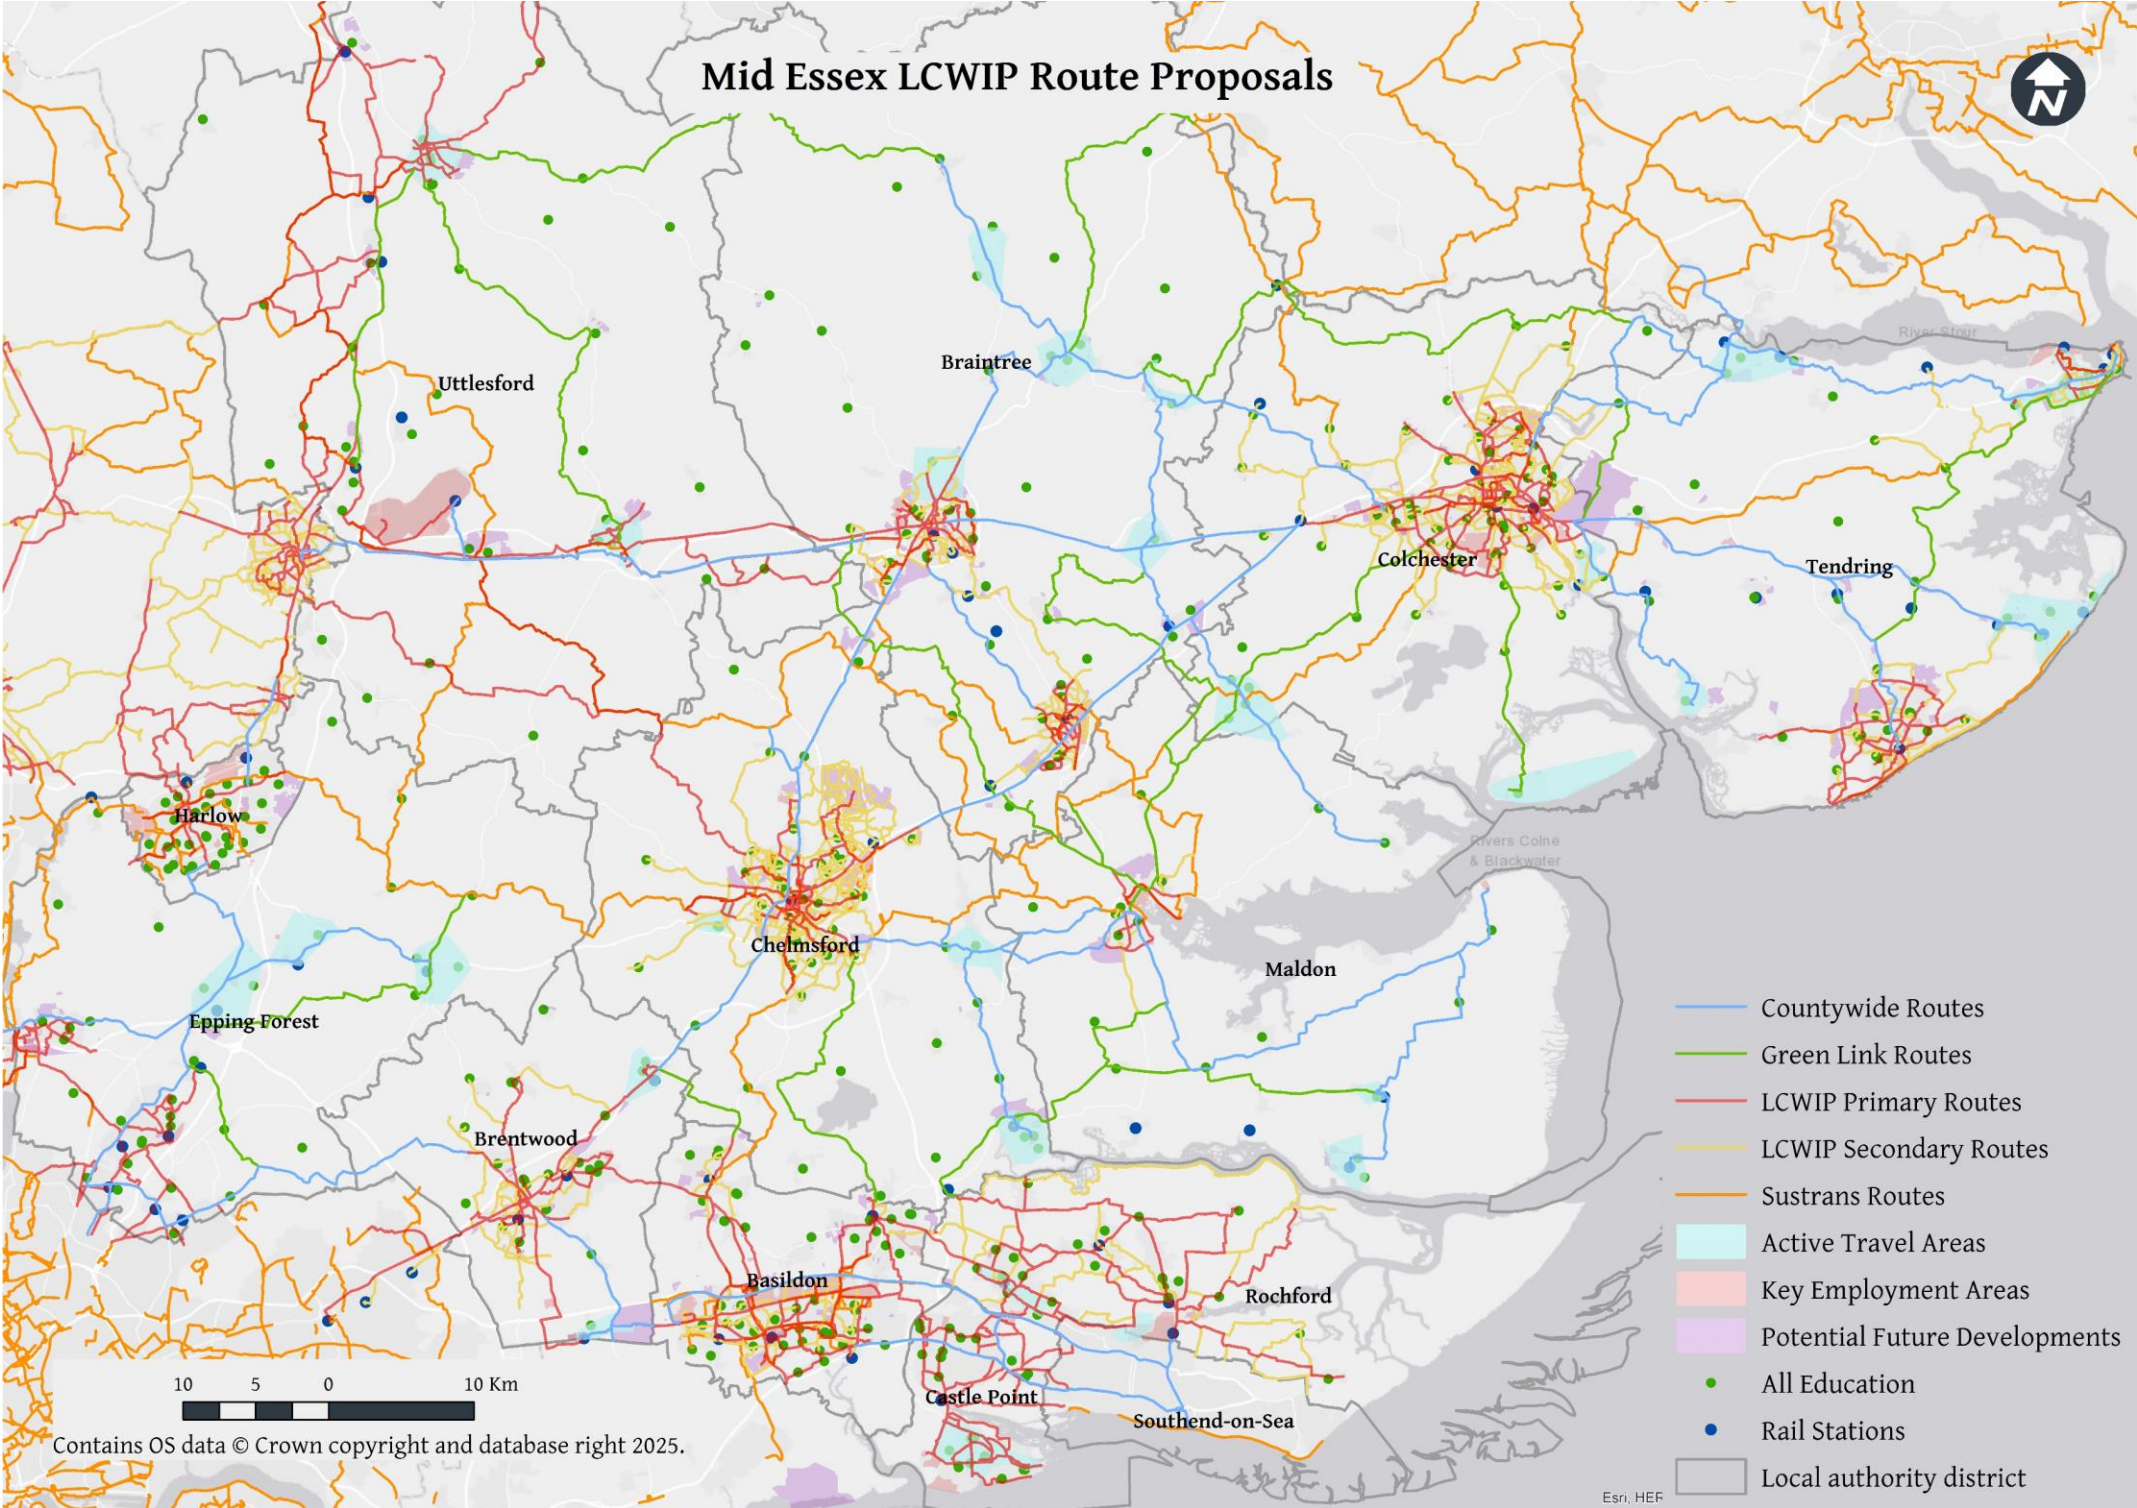 Mid Essex LCWIP Route Proposals
N
River Stour
Braintree
Uttlesford
Colchester
Tendring
Harlow
Rivers Colne
& Blackwater
Chelmsford
Maldon
Epping Forest
Brentwood
Basildon
Rochford
Castle Point
Southend-on-Sea
Countywide Routes
Green Link Routes
LCWIP Primary Routes
LCWIP Secondary Routes
Sustrans Routes
Active Travel Areas
Key Employment Areas
Potential Future Developments
All Education
Rail Stations
Local authority district
10 5 0 10 Km
Contains OS data © Crown copyright and database right 2025.
Esri, HER